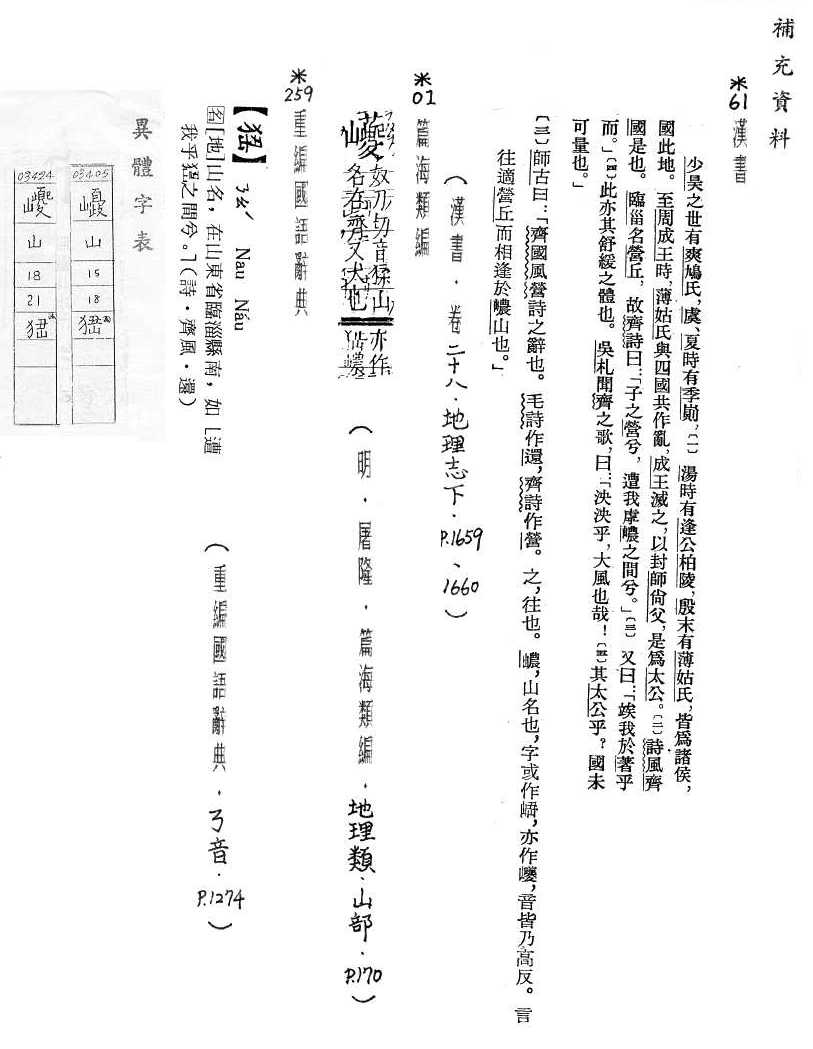 補充資料
※61 漢書
少昊之世有爽鳩氏,虞、夏時有季崱,〔一〕湯時有逢公柏陵,殷末有薄姑氏,皆爲諸侯,
國此地。至周成王時,薄姑氏與四國共作亂,成王滅之,以封師尙父,是爲太公。〔二〕詩風齊
國是也。臨甾名營丘,故齊詩曰:「子之營兮,遭我虖嶩之間兮。」〔三〕又曰:「竢我於著乎
而。」〔四〕此亦其舒緩之體也。吳札聞齊之歌,曰:「泱泱乎,大風也哉!〔五〕其太公乎?國未
可量也。」
〔三〕師古曰:「齊國風營詩之辭也。毛詩作還,齊詩作營。之,往也。嶩,山名也,字或作峱,亦作巎,音皆乃高反。言
往適營丘而相逢於嶩山也。」
(漢書.卷二十八.地理志下.P.1659、1660)
※01 篇海類編
巎 奴刀切音猱山
名在齊又犬也 亦作
嶩
(明.屠隆.篇海類編.地理類.山部.P.170)
※259 重編國語辭典
【峱】ㄋㄠˊ Nau Náu
名[地]山名,在山東省臨淄縣南,如「遭
我乎峱之間兮。」(詩.齊風.還)
(重編國語辭典.ㄋ音.P.1274)
異體字表
03405
山
15
18
峱
03424
巎
山
18
21
峱